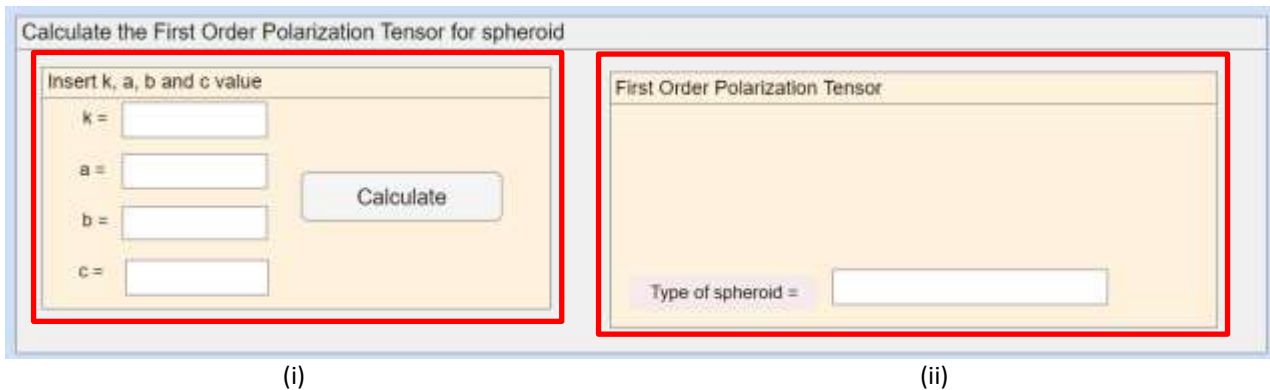 Calculate the First Order Polarization Tensor for spheroid
Insert k, a, b and c value
k =
a =
b =
c =
Calculate
First Order Polarization Tensor
Type of spheroid =
(i)
(ii)